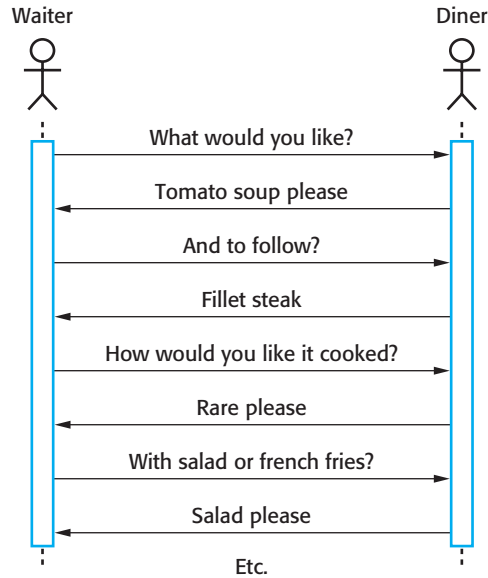 Waiter
Diner
What would you like?
Tomato soup please
And to follow?
Fillet steak
How would you like it cooked?
Rare please
With salad or french fries?
Salad please
Etc.